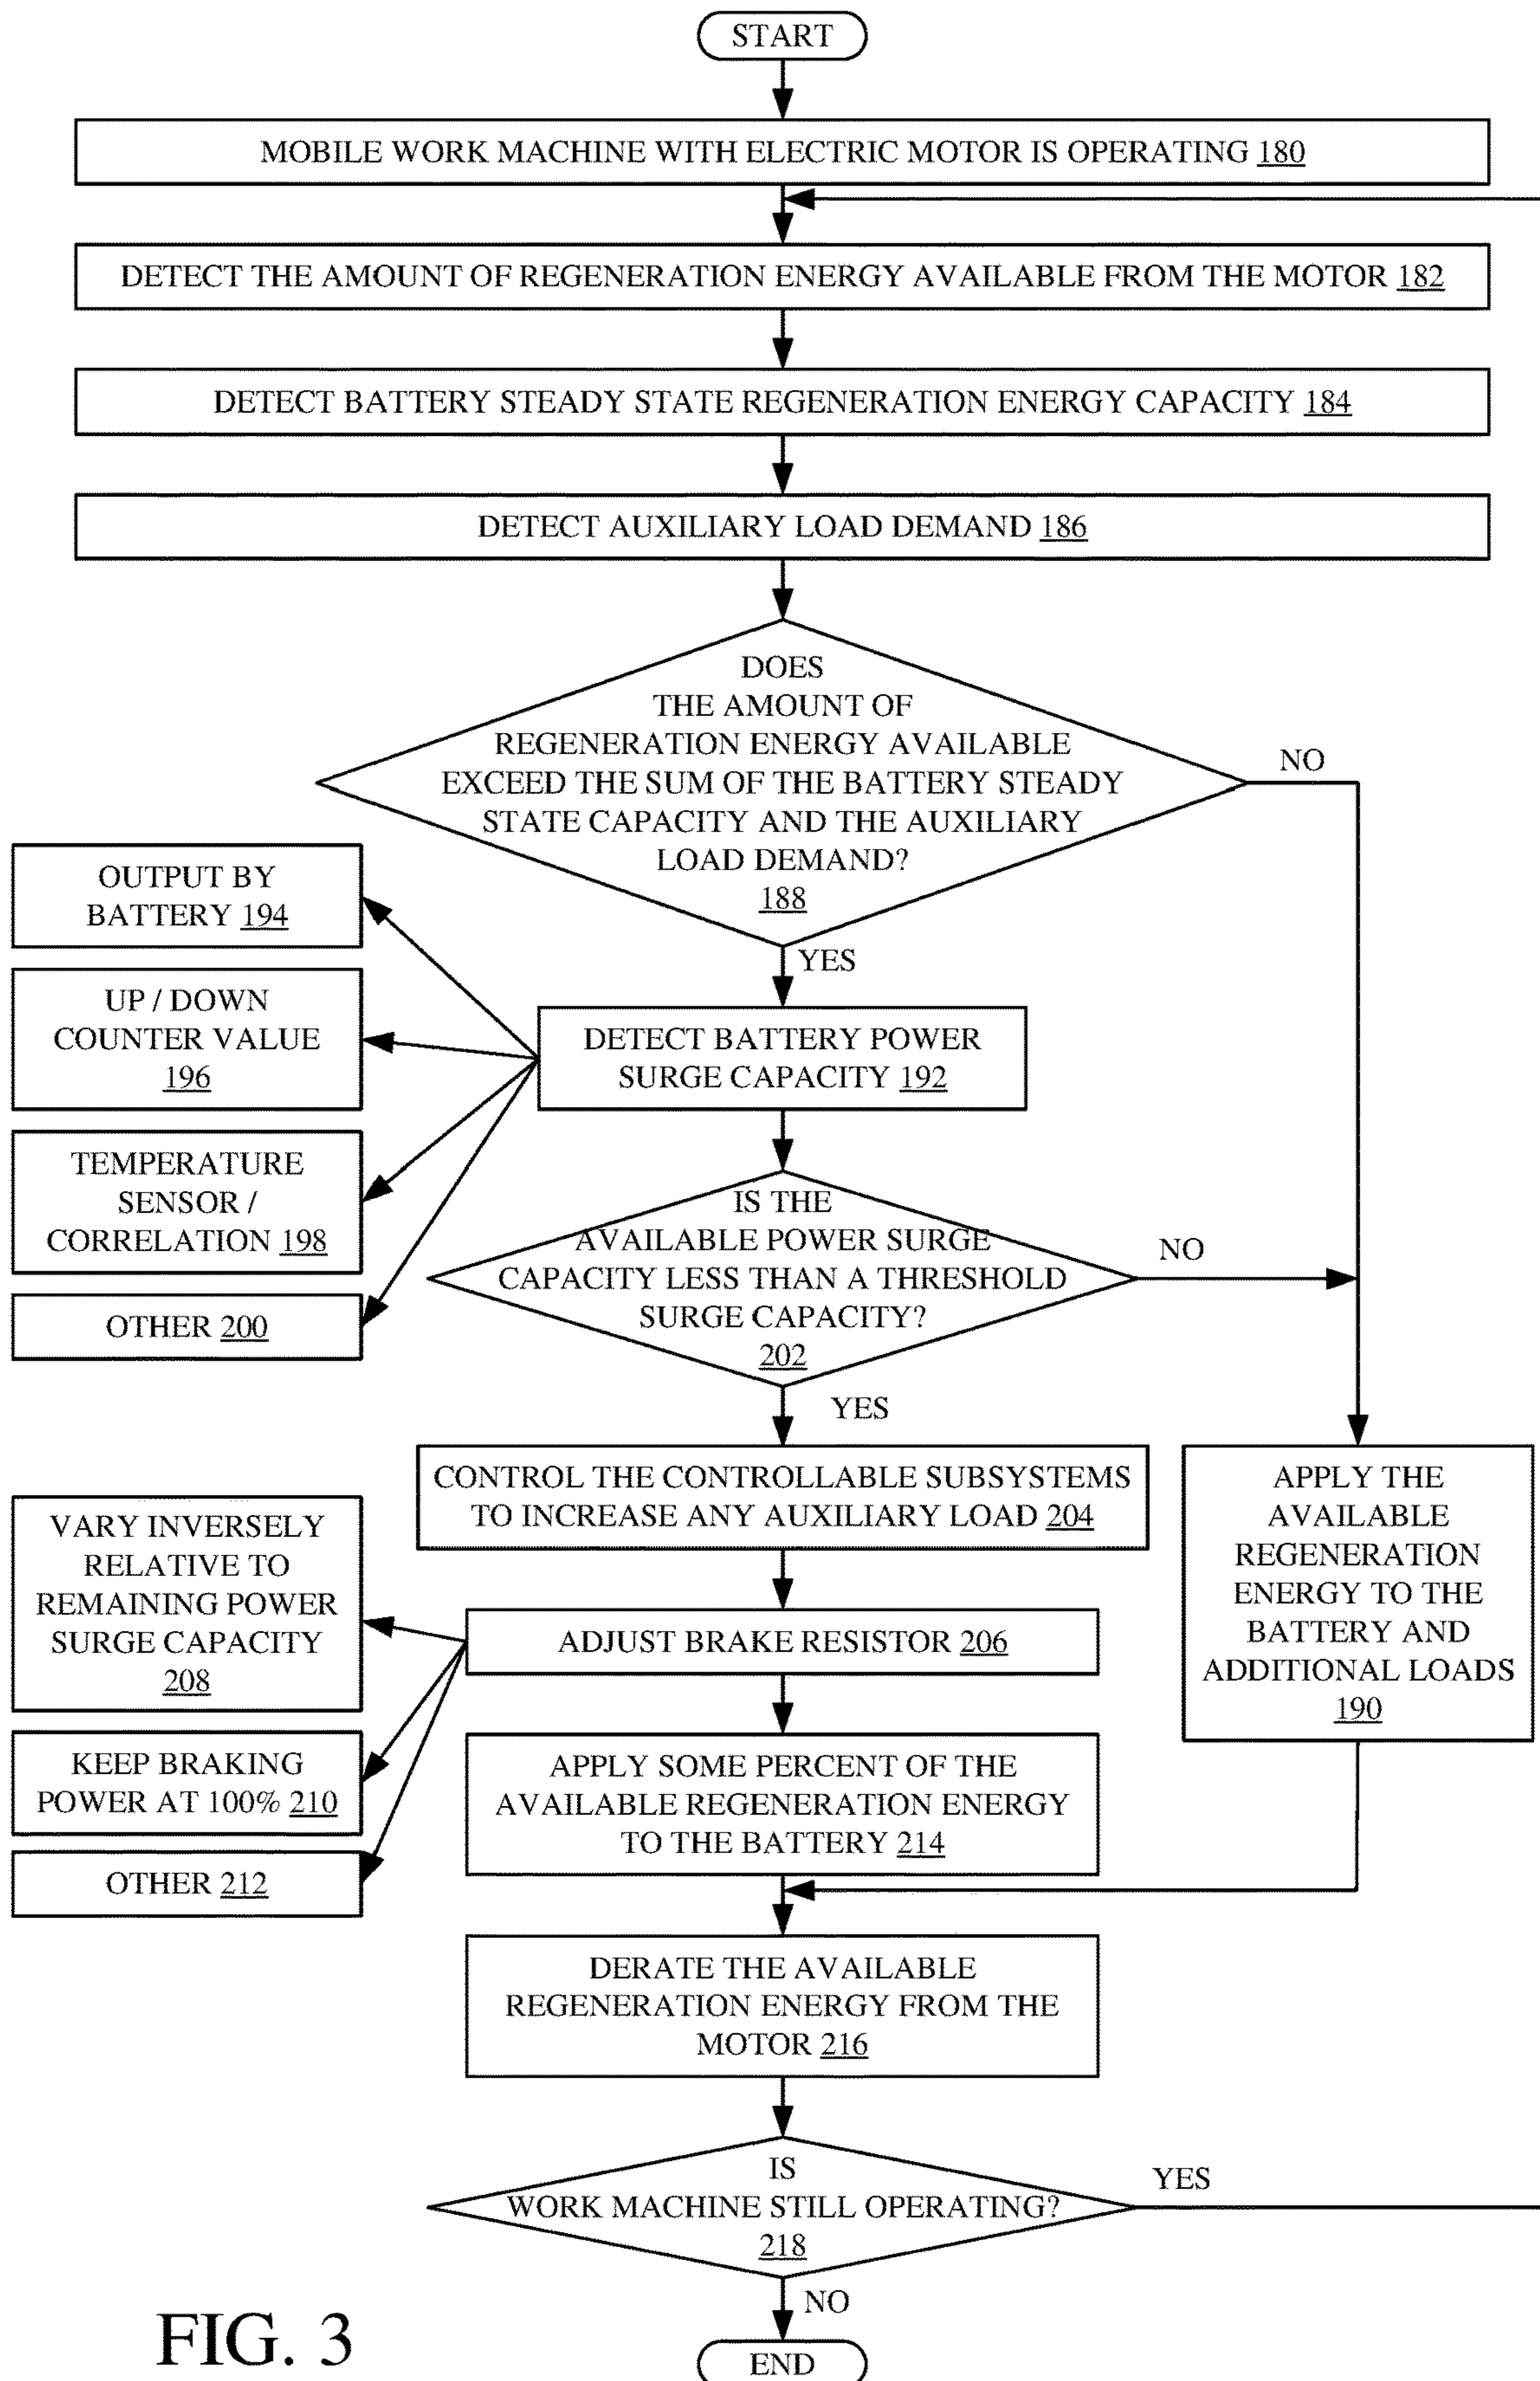 START
MOBILE WORK MACHINE WITH ELECTRIC MOTOR IS OPERATING 180
DETECT THE AMOUNT OF REGENERATION ENERGY AVAILABLE FROM THE MOTOR 182
DETECT BATTERY STEADY STATE REGENERATION ENERGY CAPACITY 184
DETECT AUXILIARY LOAD DEMAND 186
DOES
THE AMOUNT OF
REGENERATION ENERGY AVAILABLE
EXCEED THE SUM OF THE BATTERY STEADY
STATE CAPACITY AND THE AUXILIARY
LOAD DEMAND?
188
NO
YES
OUTPUT BY
BATTERY 194
UP / DOWN
COUNTER VALUE
196
TEMPERATURE
SENSOR /
CORRELATION 198
OTHER 200
DETECT BATTERY POWER
SURGE CAPACITY 192
IS THE
AVAILABLE POWER SURGE
CAPACITY LESS THAN A THRESHOLD
SURGE CAPACITY?
202
NO
YES
CONTROL THE CONTROLLABLE SUBSYSTEMS
TO INCREASE ANY AUXILIARY LOAD 204
APPLY THE
AVAILABLE
REGENERATION
ENERGY TO THE
BATTERY AND
ADDITIONAL LOADS
190
VARY INVERSELY
RELATIVE TO
REMAINING POWER
SURGE CAPACITY
208
KEEP BRAKING
POWER AT 100% 210
OTHER 212
ADJUST BRAKE RESISTOR 206
APPLY SOME PERCENT OF THE
AVAILABLE REGENERATION ENERGY
TO THE BATTERY 214
DERATE THE AVAILABLE
REGENERATION ENERGY FROM THE
MOTOR 216
IS
WORK MACHINE STILL OPERATING?
218
YES
NO
END
FIG. 3